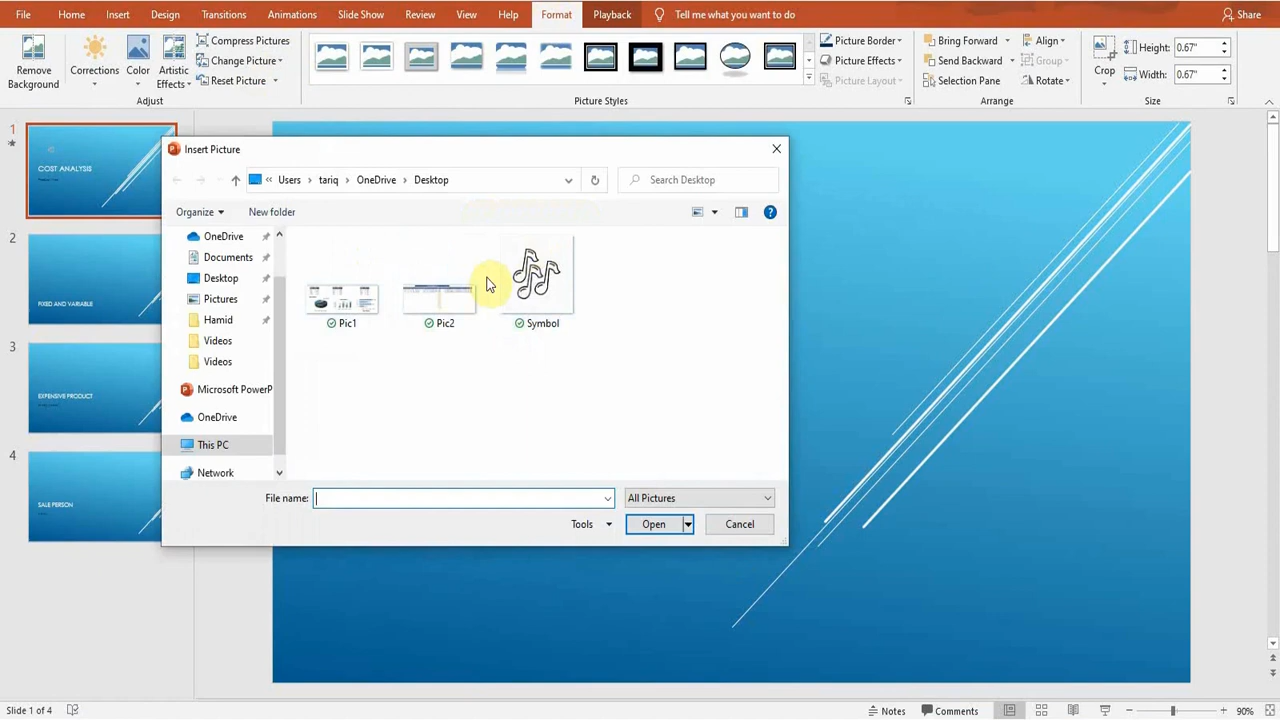 File Home Insert Design Transitions Animations Slide Show Review View Help Format Playback Tell me what you want to do Share
Remove Background
Corrections
Color
Artistic Effects
Compress Pictures
Change Picture
Reset Picture
Adjust
Picture Styles
Picture Border
Picture Effects
Picture Layout
Bring Forward
Send Backward
Selection Pane
Align
Group
Rotate
Arrange
Crop
Height: 0.67"
Width: 0.67"
Size
1
COST ANALYSIS
2
FIXED AND VARIABLE
3
EXPENSIVE PRODUCT
4
SALE PERSON
Insert Picture
« Users > tariq > OneDrive > Desktop
Search Desktop
Organize
New folder
OneDrive
Documents
Desktop
Pictures
Hamid
Videos
Videos
Microsoft PowerP
OneDrive
This PC
Network
Pic1
Pic2
Symbol
File name:
All Pictures
Tools
Open
Cancel
Slide 1 of 4
Notes
Comments
90%